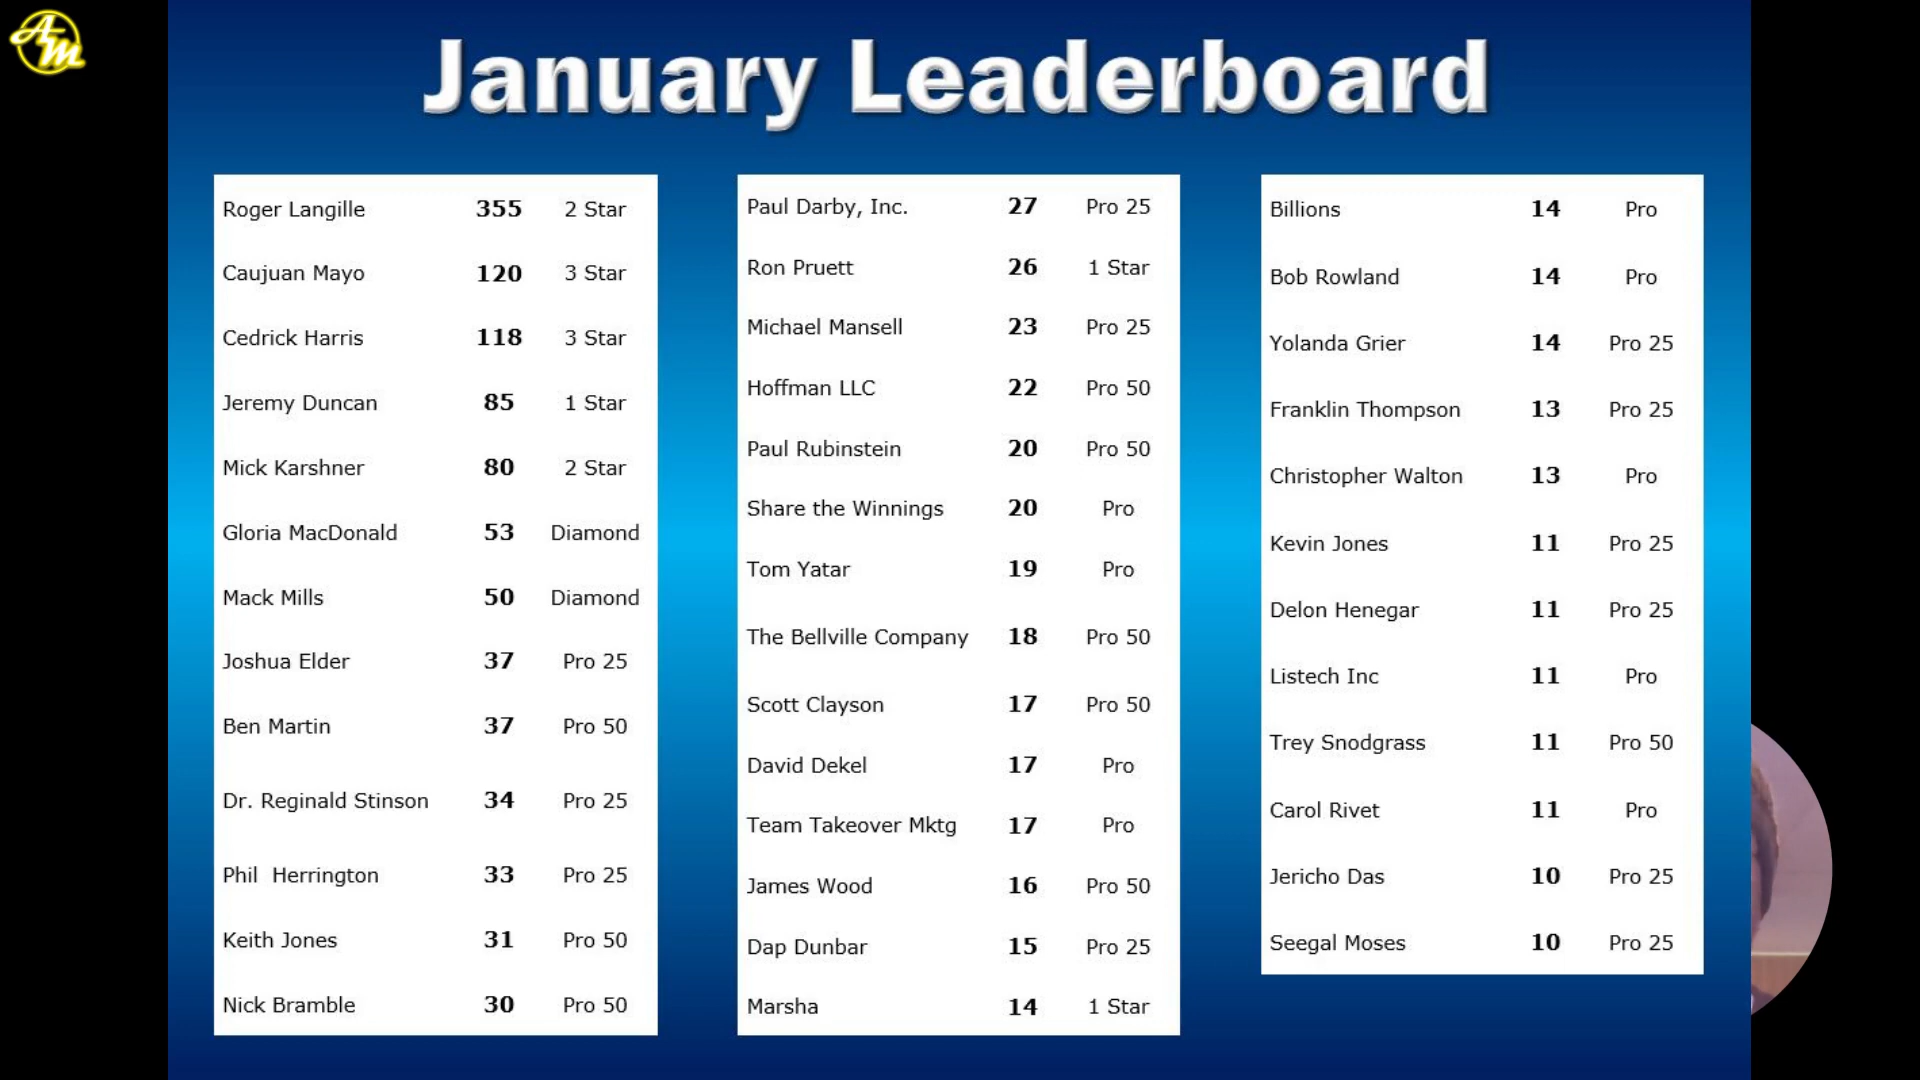 AM
January Leaderboard
Roger Langille 355 2 Star
Caujuan Mayo 120 3 Star
Cedrick Harris 118 3 Star
Jeremy Duncan 85 1 Star
Mick Karshner 80 2 Star
Gloria MacDonald 53 Diamond
Mack Mills 50 Diamond
Joshua Elder 37 Pro 25
Ben Martin 37 Pro 50
Dr. Reginald Stinson 34 Pro 25
Phil Herrington 33 Pro 25
Keith Jones 31 Pro 50
Nick Bramble 30 Pro 50
Paul Darby, Inc. 27 Pro 25
Ron Pruett 26 1 Star
Michael Mansell 23 Pro 25
Hoffman LLC 22 Pro 50
Paul Rubinstein 20 Pro 50
Share the Winnings 20 Pro
Tom Yatar 19 Pro
The Bellville Company 18 Pro 50
Scott Clayson 17 Pro 50
David Dekel 17 Pro
Team Takeover Mktg 17 Pro
James Wood 16 Pro 50
Dap Dunbar 15 Pro 25
Marsha 14 1 Star
Billions 14 Pro
Bob Rowland 14 Pro
Yolanda Grier 14 Pro 25
Franklin Thompson 13 Pro 25
Christopher Walton 13 Pro
Kevin Jones 11 Pro 25
Delon Henegar 11 Pro 25
Listech Inc 11 Pro
Trey Snodgrass 11 Pro 50
Carol Rivet 11 Pro
Jericho Das 10 Pro 25
Seegal Moses 10 Pro 25